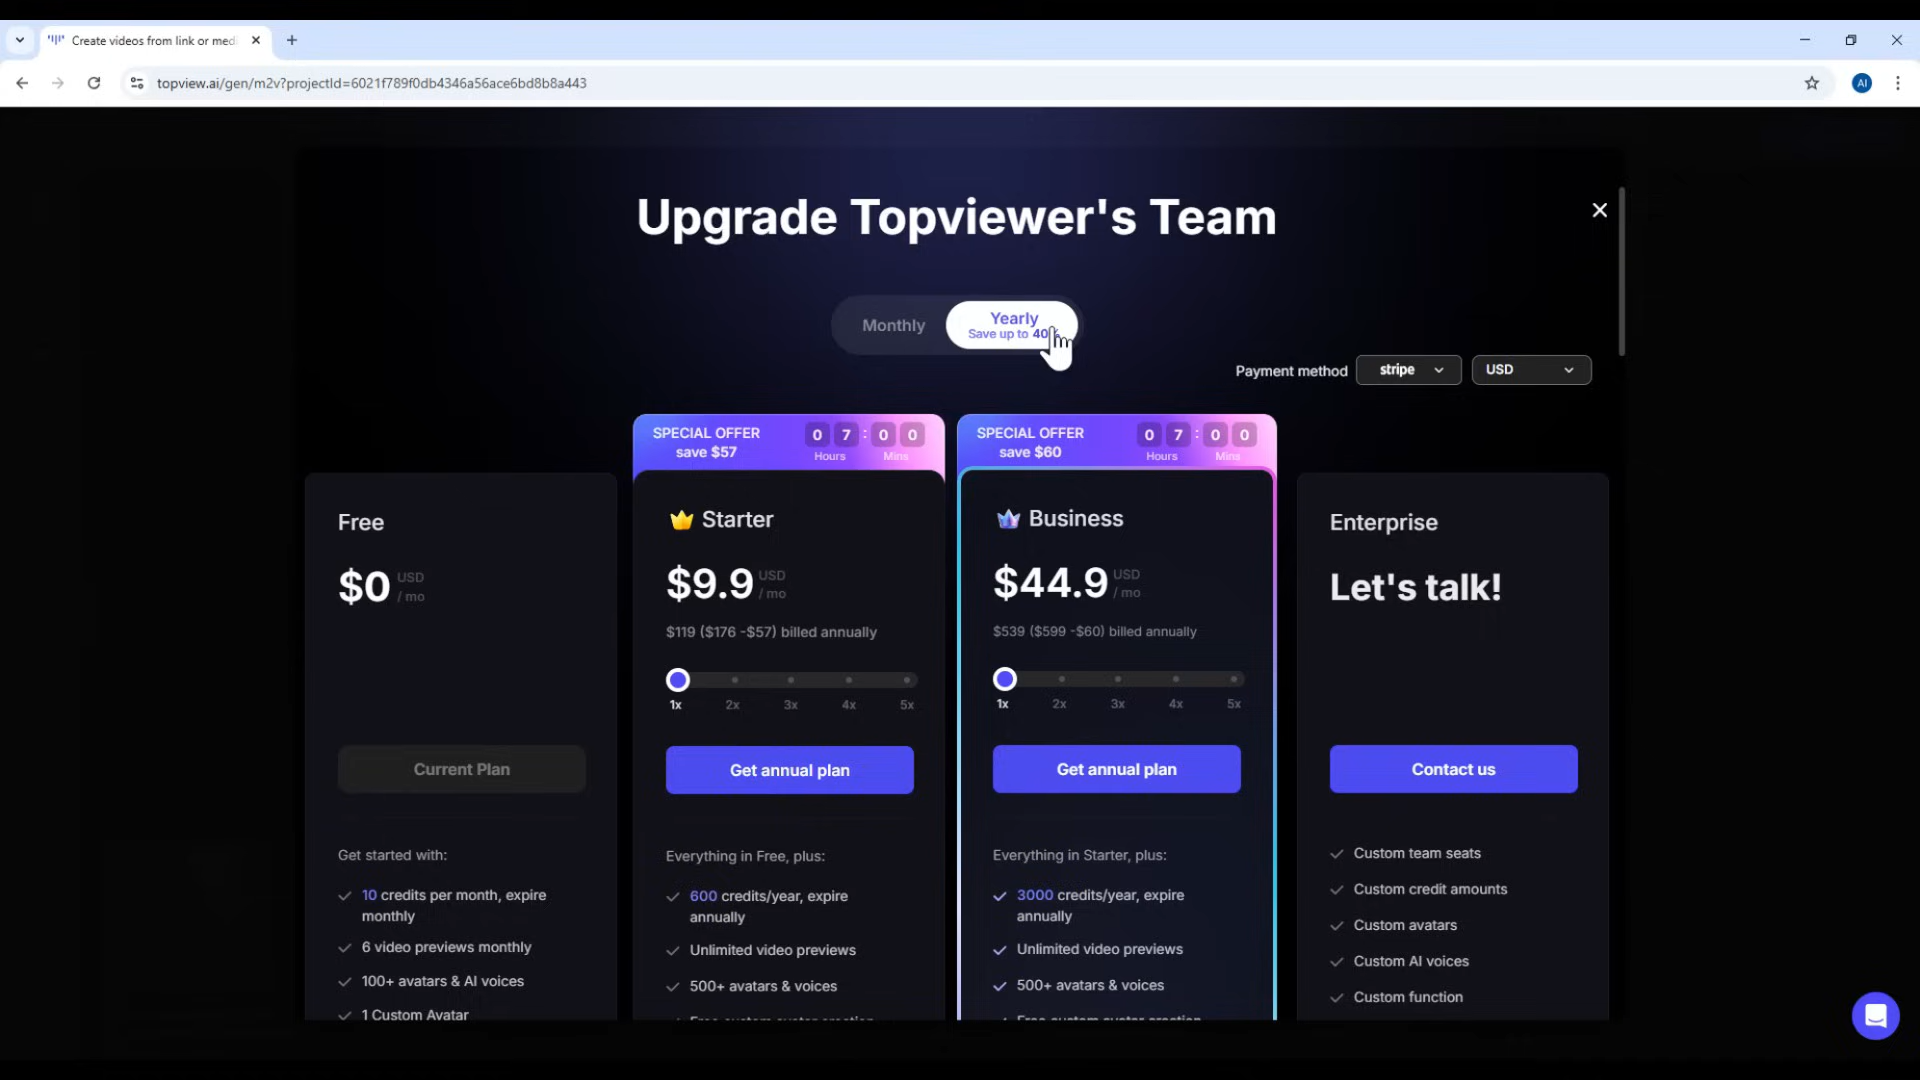 Create videos from link or med
topview.ai/gen/m2v?projectId=6021f789f0db4346a56ace6bd8b8a443
AI
Upgrade Topviewer's Team
Monthly
Yearly
Save up to 40
Payment method
stripe
USD
Free
$0 USD
/ mo
Current Plan
Get started with:
10 credits per month, expire
monthly
6 video previews monthly
100+ avatars & AI voices
1 Custom Avatar
SPECIAL OFFER
save $57
0 7 : 0 0
Hours Mins
Starter
$9.9 USD
/ mo
$119 ($176 -$57) billed annually
1x 2x 3x 4x 5x
Get annual plan
Everything in Free, plus:
600 credits/year, expire
annually
Unlimited video previews
500+ avatars & voices
SPECIAL OFFER
save $60
0 7 : 0 0
Hours Mins
Business
$44.9 USD
/ mo
$539 ($599 -$60) billed annually
1x 2x 3x 4x 5x
Get annual plan
Everything in Starter, plus:
3000 credits/year, expire
annually
Unlimited video previews
500+ avatars & voices
Enterprise
Let's talk!
Contact us
Custom team seats
Custom credit amounts
Custom avatars
Custom AI voices
Custom function